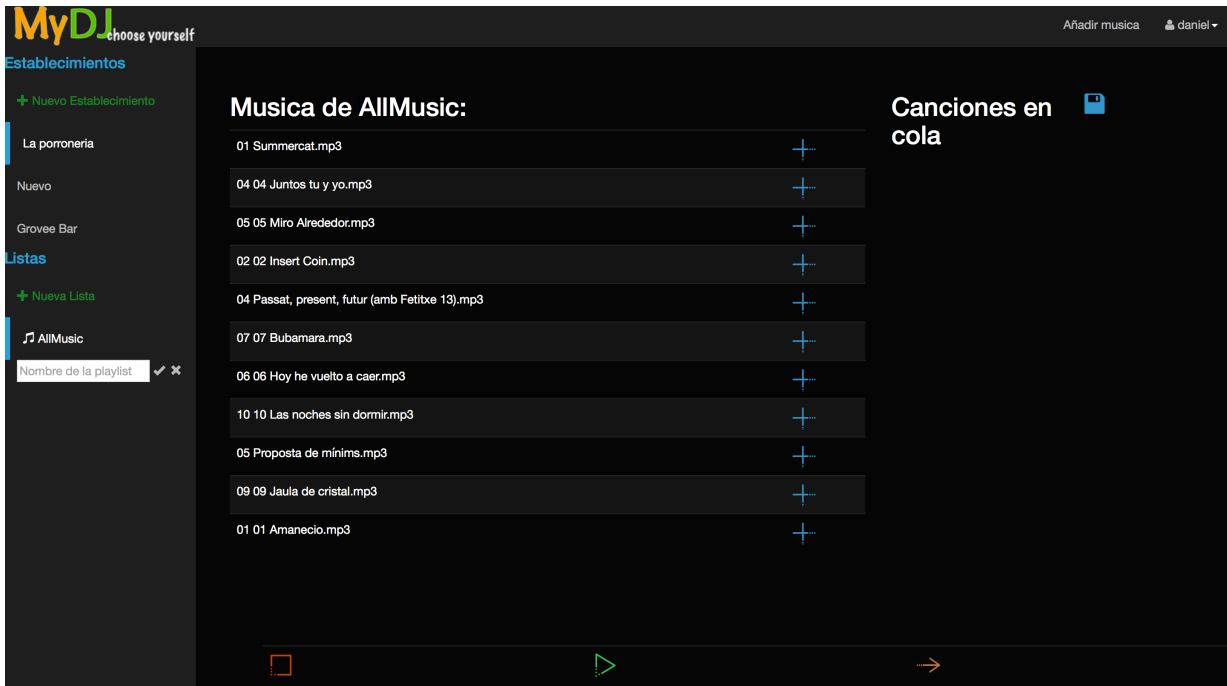 MyDJ choose yourself
Añadir musica
daniel
Establecimientos
Nuevo Establecimiento
La porroneria
Nuevo
Grovee Bar
Listas
Nueva Lista
AllMusic
Nombre de la playlist
Musica de AllMusic:
01 Summercat.mp3
04 04 Juntos tu y yo.mp3
05 05 Miro Alrededor.mp3
02 02 Insert Coin.mp3
04 Passat, present, futur (amb Fetitxe 13).mp3
07 07 Bubamara.mp3
06 06 Hoy he vuelto a caer.mp3
10 10 Las noches sin dormir.mp3
05 Proposta de mínims.mp3
09 09 Jaula de cristal.mp3
01 01 Amanecio.mp3
Canciones en
cola